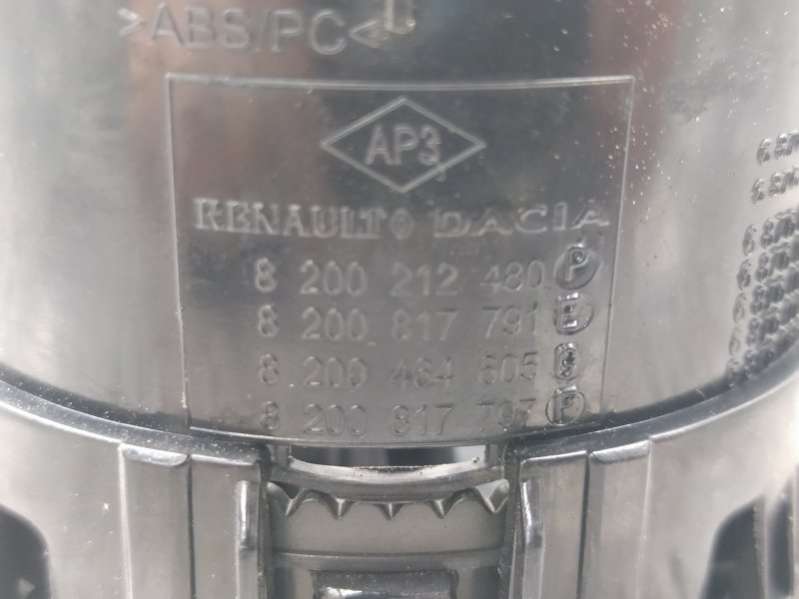 >ABS/PC<
AP3
RENAULT DACIA
8 200 212 480 P
8 200 817 791 E
8 200 464 605
8 200 817 797 F